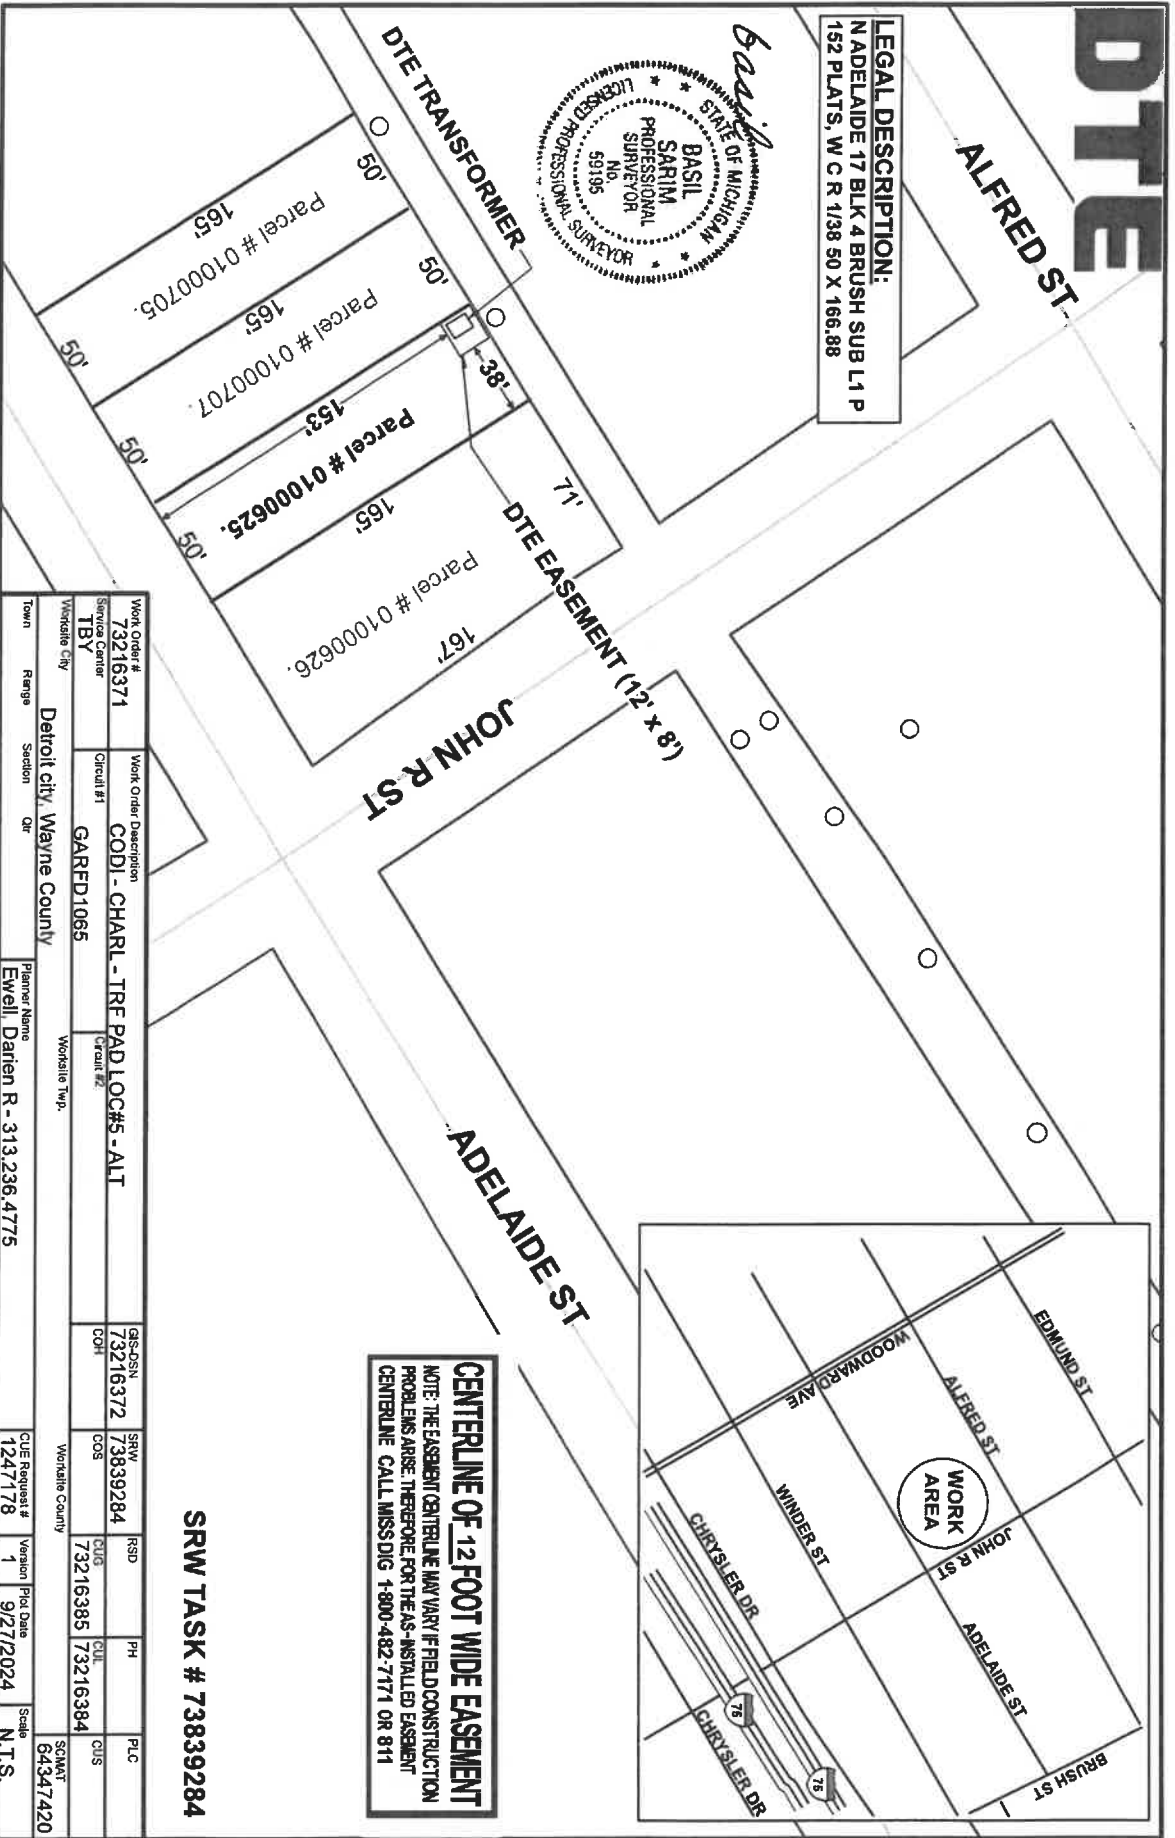 DTE
LEGAL DESCRIPTION:
N ADELAIDE 17 BLK 4 BRUSH SUB L1 P
152 PLATS, W C R 1/38 50 X 166.88
basil
STATE OF MICHIGAN
BASIL
SARIM
PROFESSIONAL
SURVEYOR
No.
59195
LICENSED PROFESSIONAL SURVEYOR
ALFRED ST
DTE TRANSFORMER
50'
50'
38'
71'
Parcel # 01000705.
165'
Parcel # 01000707.
165'
Parcel # 01000625.
153'
Parcel # 01000626.
165'
167'
50'
50'
50'
DTE EASEMENT (12' x 8')
JOHN R ST
ADELAIDE ST
EDMUND ST
WOODWARD AVE
ALFRED ST
WORK
AREA
JOHN R ST
WINDER ST
ADELAIDE ST
CHRYSLER DR
75
75
CHRYSLER DR
BRUSH ST
CENTERLINE OF 12 FOOT WIDE EASEMENT
NOTE: THE EASEMENT CENTERLINE MAY VARY IF FIELD CONSTRUCTION
PROBLEMS ARISE. THEREFORE, FOR THE AS-INSTALLED EASEMENT
CENTERLINE CALL MISS DIG 1-800-482-7171 OR 811
SRW TASK # 73839284
Work Order # Work Order Description GIS-DSN SRW RSD PH PLC
73216371 CODI - CHARL - TRF PAD LOC#5 - ALT 73216372 73839284
Service Center Circuit #1 Circuit #2 COH COS CUG CUL CUS
TBY GARFD1065 73216385 73216384
Worksite City Worksite Twp. Worksite County SCMAT
Detroit city, Wayne County 64347420
Town Range Section Qtr Planner Name CUE Request # Version Plot Date Scale
Ewell, Darien R - 313.236.4775 1247178 1 9/27/2024 N.T.S.